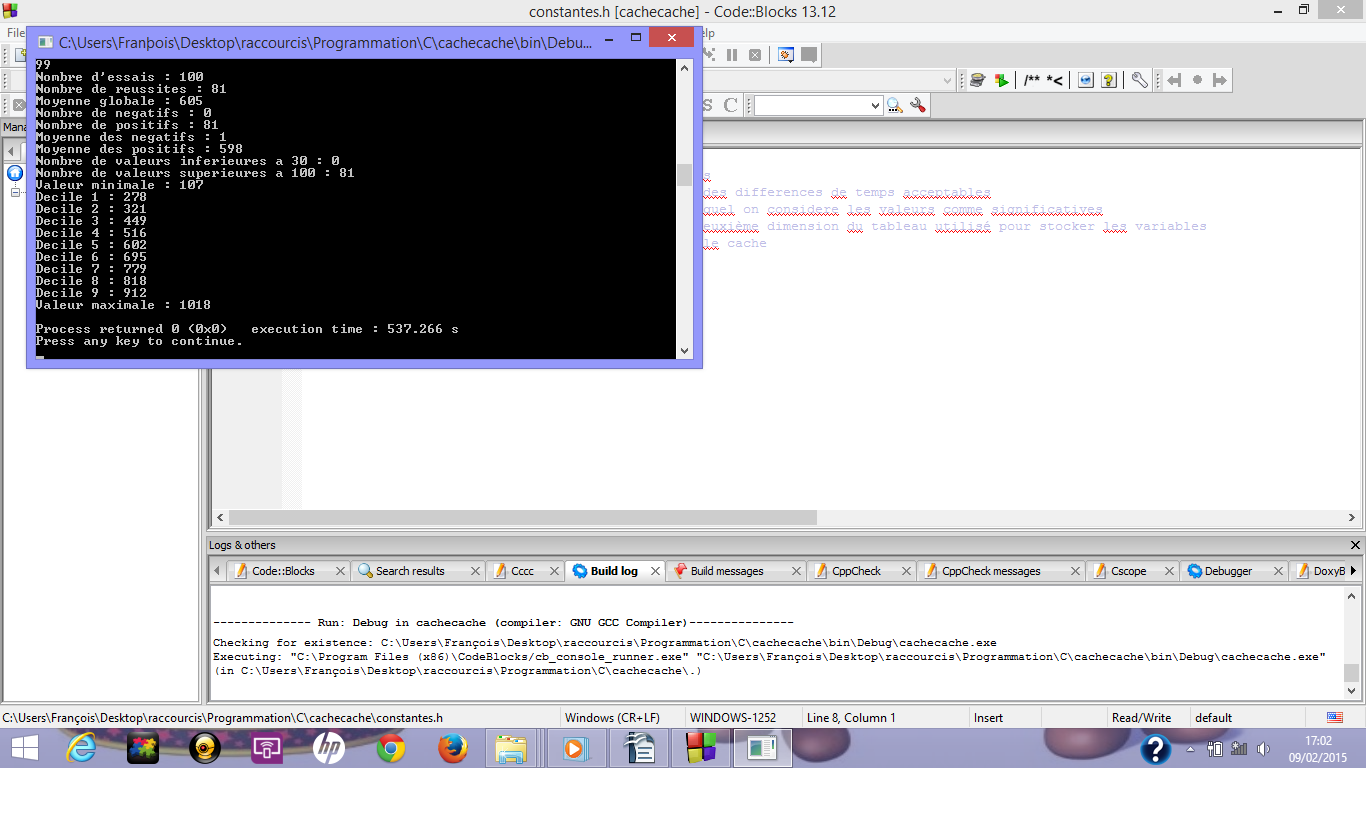 constantes.h [cachecache] - Code::Blocks 13.12
File
elp
C:\Users\Franþois\Desktop\raccourcis\Programmation\C\cachecache\bin\Debu...
99
Nombre d'essais : 100
Nombre de reussites : 81
Moyenne globale : 605
Nombre de negatifs : 0
Nombre de positifs : 81
Moyenne des negatifs : 1
Moyenne des positifs : 598
Nombre de valeurs inferieures a 30 : 0
Nombre de valeurs superieures a 100 : 81
Valeur minimale : 107
Decile 1 : 278
Decile 2 : 321
Decile 3 : 449
Decile 4 : 516
Decile 5 : 602
Decile 6 : 695
Decile 7 : 779
Decile 8 : 818
Decile 9 : 912
Valeur maximale : 1018
Process returned 0 (0x0)   execution time : 537.266 s
Press any key to continue.
/** *<
S C
Mana
s
des differences de temps acceptables
quel on considere les valeurs comme significatives
euxième dimension du tableau utilisé pour stocker les variables
le cache
Logs & others
Code::Blocks
Search results
Cccc
Build log
Build messages
CppCheck
CppCheck messages
Cscope
Debugger
DoxyB
-------------- Run: Debug in cachecache (compiler: GNU GCC Compiler)---------------
Checking for existence: C:\Users\François\Desktop\raccourcis\Programmation\C\cachecache\bin\Debug\cachecache.exe
Executing: "C:\Program Files (x86)\CodeBlocks/cb_console_runner.exe" "C:\Users\François\Desktop\raccourcis\Programmation\C\cachecache\bin\Debug\cachecache.exe"
(in C:\Users\François\Desktop\raccourcis\Programmation\C\cachecache\.)
C:\Users\François\Desktop\raccourcis\Programmation\C\cachecache\constantes.h
Windows (CR+LF)
WINDOWS-1252
Line 8, Column 1
Insert
Read/Write
default
hp
17:02
09/02/2015